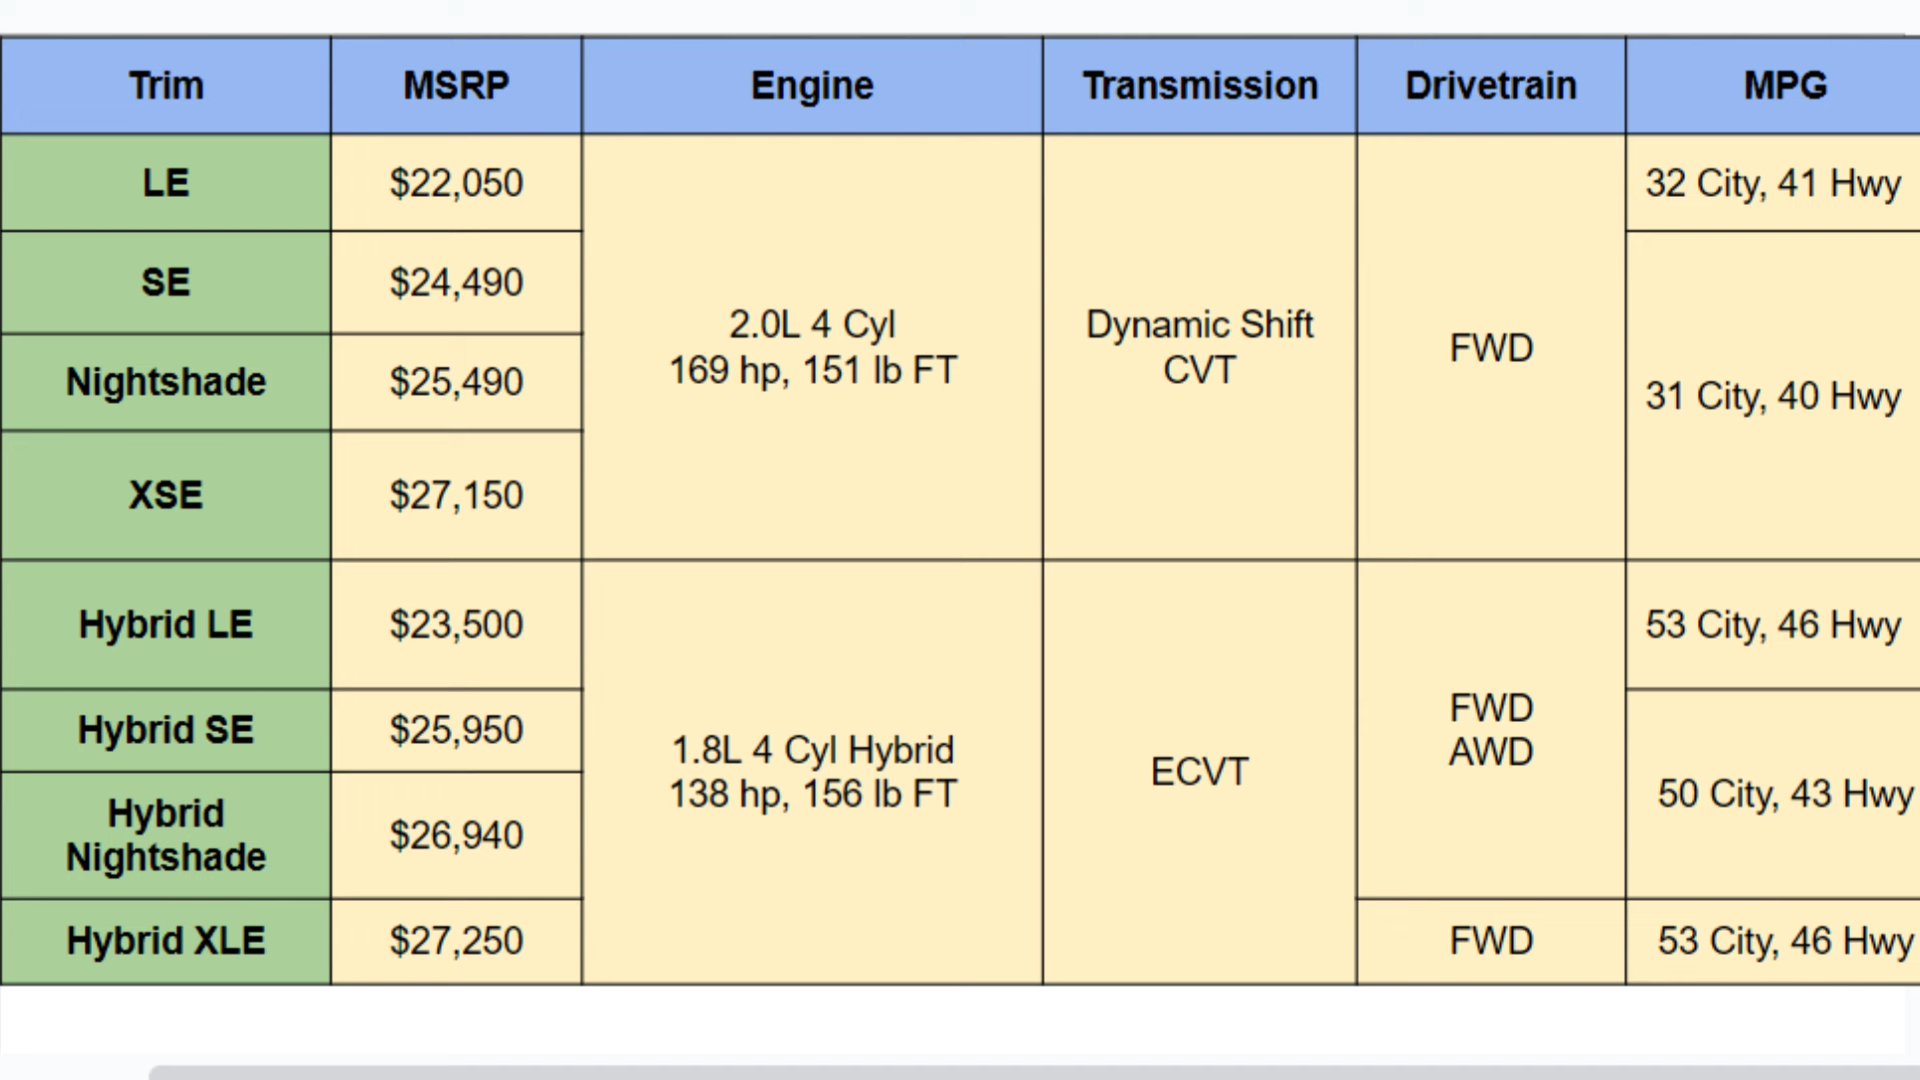 Trim MSRP Engine Transmission Drivetrain MPG
LE $22,050 32 City, 41 Hwy
SE $24,490
2.0L 4 Cyl Dynamic Shift
169 hp, 151 lb FT CVT
FWD
Nightshade $25,490 31 City, 40 Hwy
XSE $27,150
Hybrid LE $23,500 53 City, 46 Hwy
Hybrid SE $25,950
FWD
AWD
1.8L 4 Cyl Hybrid
138 hp, 156 lb FT
ECVT
Hybrid
Nightshade
$26,940 50 City, 43 Hwy
Hybrid XLE $27,250 FWD 53 City, 46 Hwy